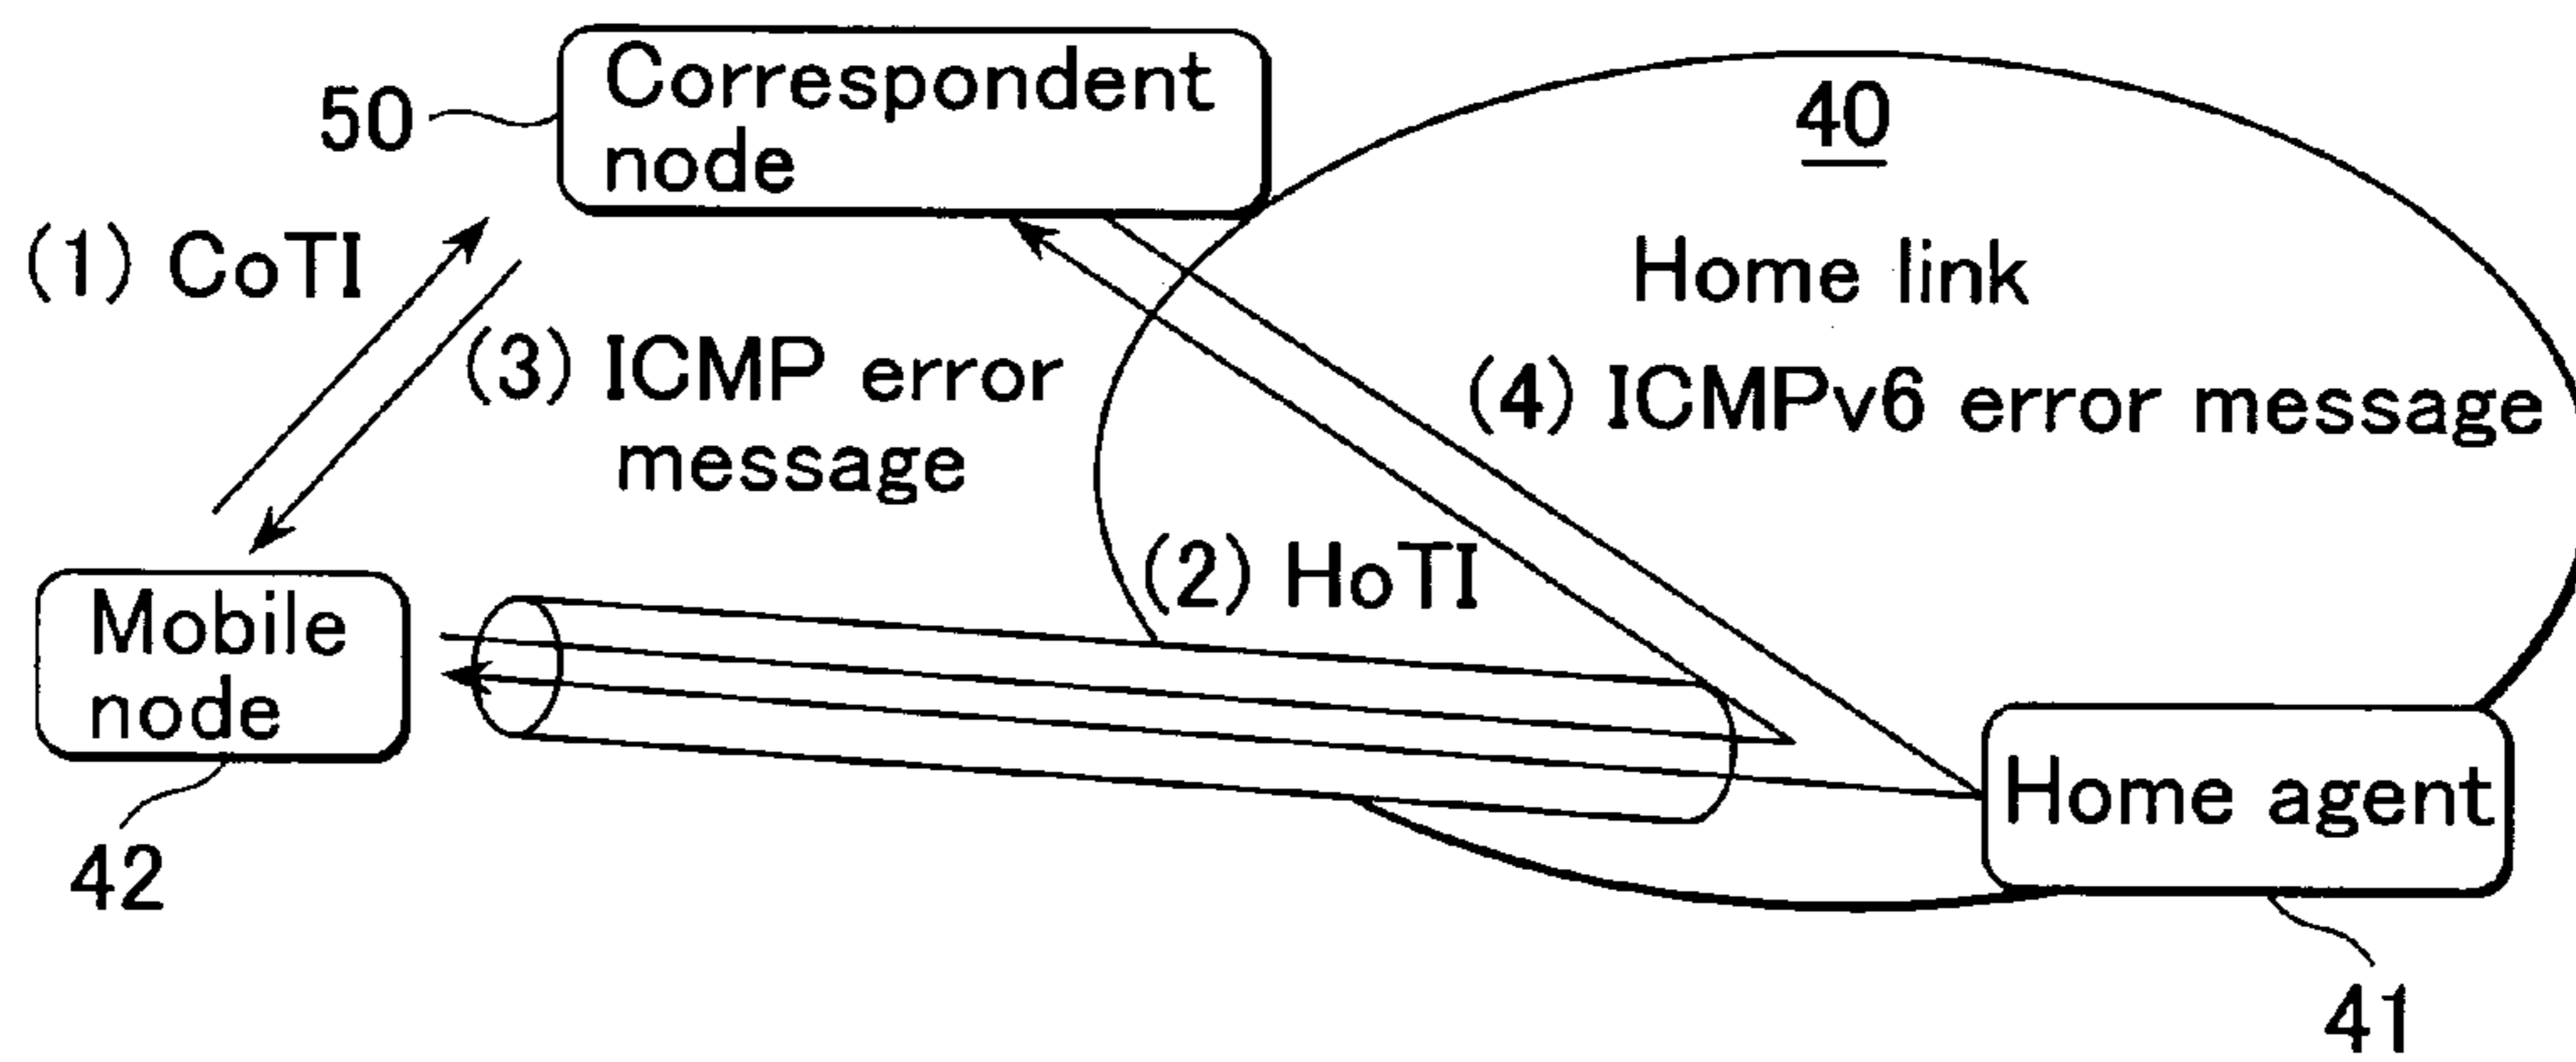 Correspondent
node
50
40
Home link
(1) CoTI
(3) ICMP error
message
(4) ICMPv6 error message
(2) HoTI
Mobile
node
42
Home agent
41